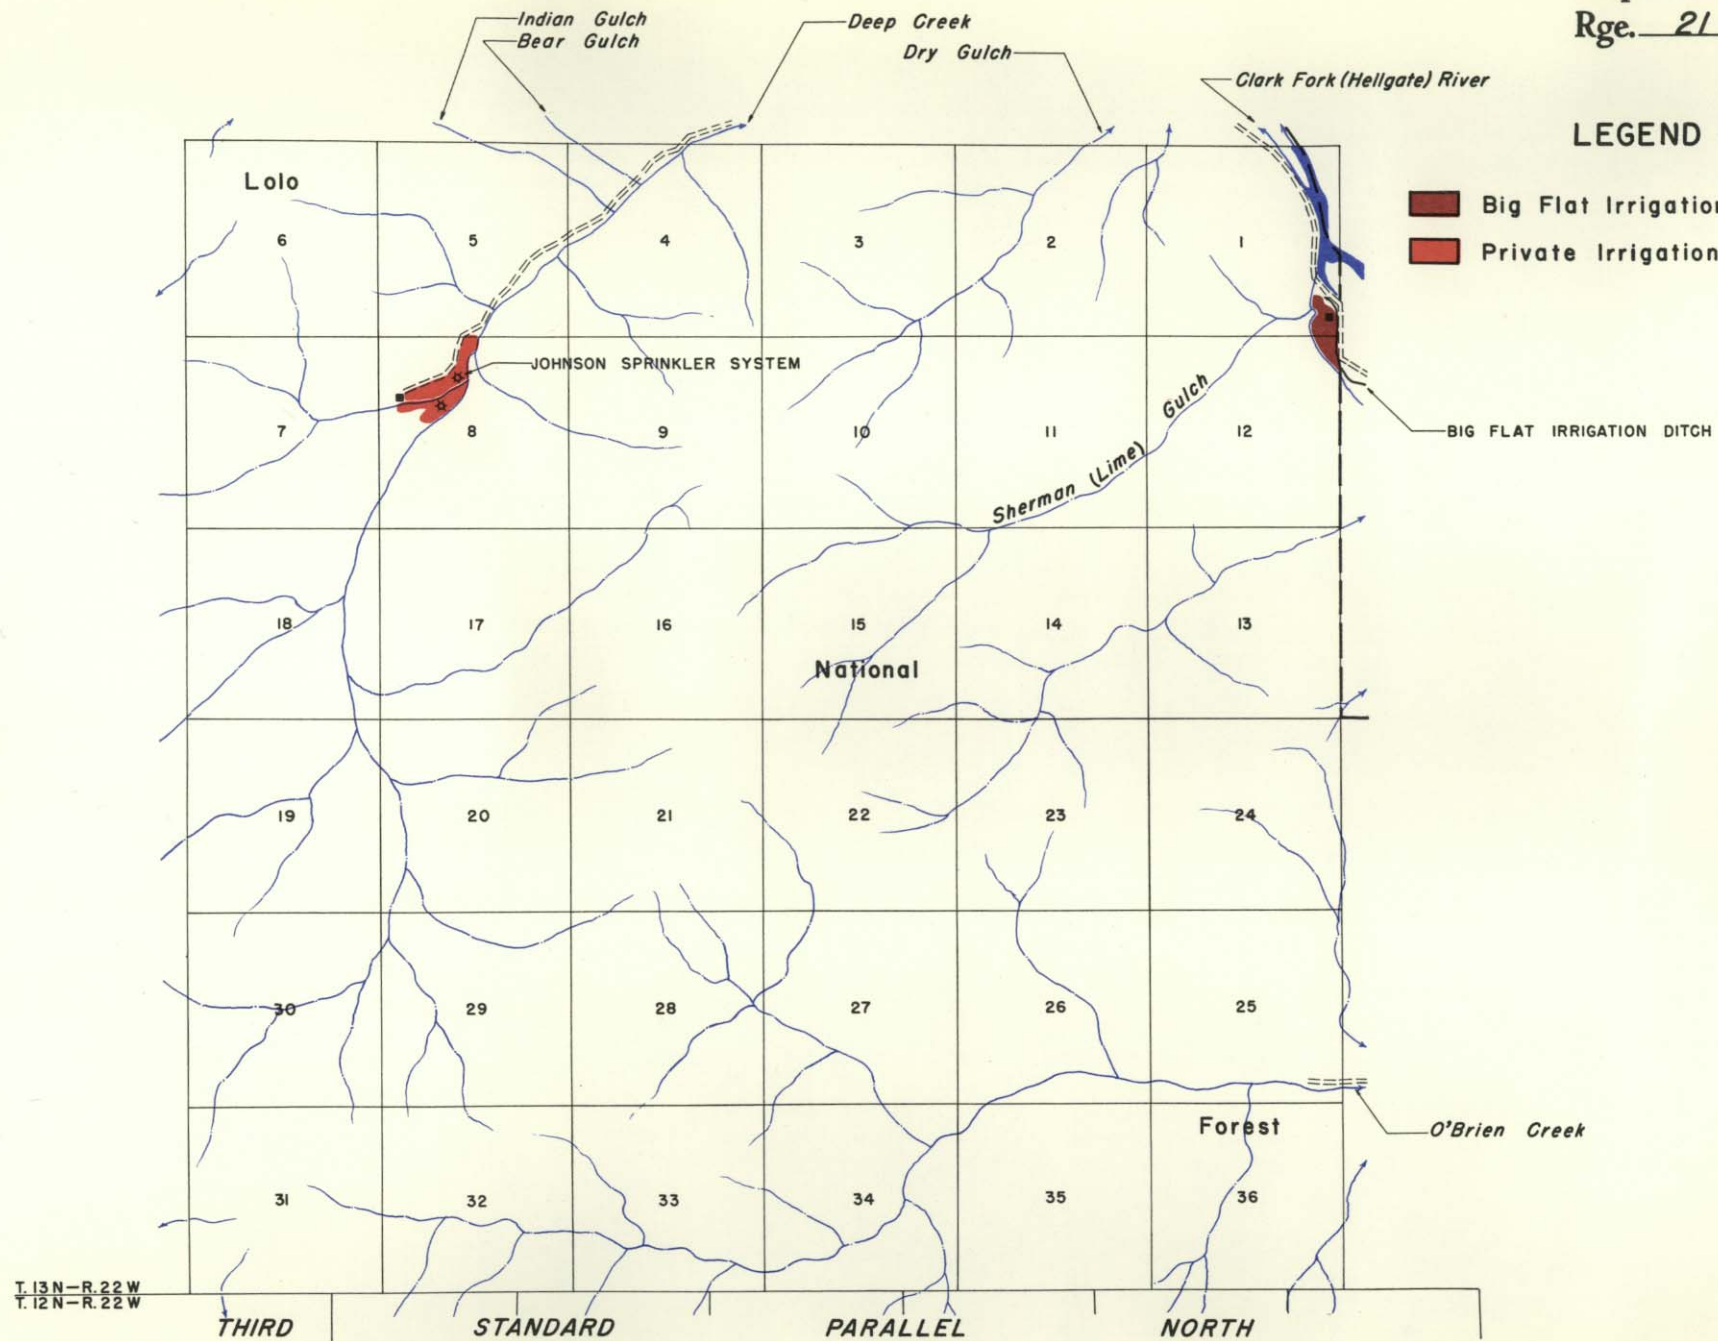 Rge. 21
Indian Gulch
Bear Gulch
Deep Creek
Dry Gulch
Clark Fork (Hellgate) River
LEGEND
Big Flat Irrigation
Private Irrigation
Lolo
6 5 4 3 2 1
JOHNSON SPRINKLER SYSTEM
7 8 9 10 11 12
BIG FLAT IRRIGATION DITCH
Sherman (Lime) Gulch
18 17 16 15 14 13
National
19 20 21 22 23 24
30 29 28 27 26 25
Forest
O'Brien Creek
31 32 33 34 35 36
T. 13 N–R. 22 W
T. 12 N–R. 22 W
THIRD STANDARD PARALLEL NORTH